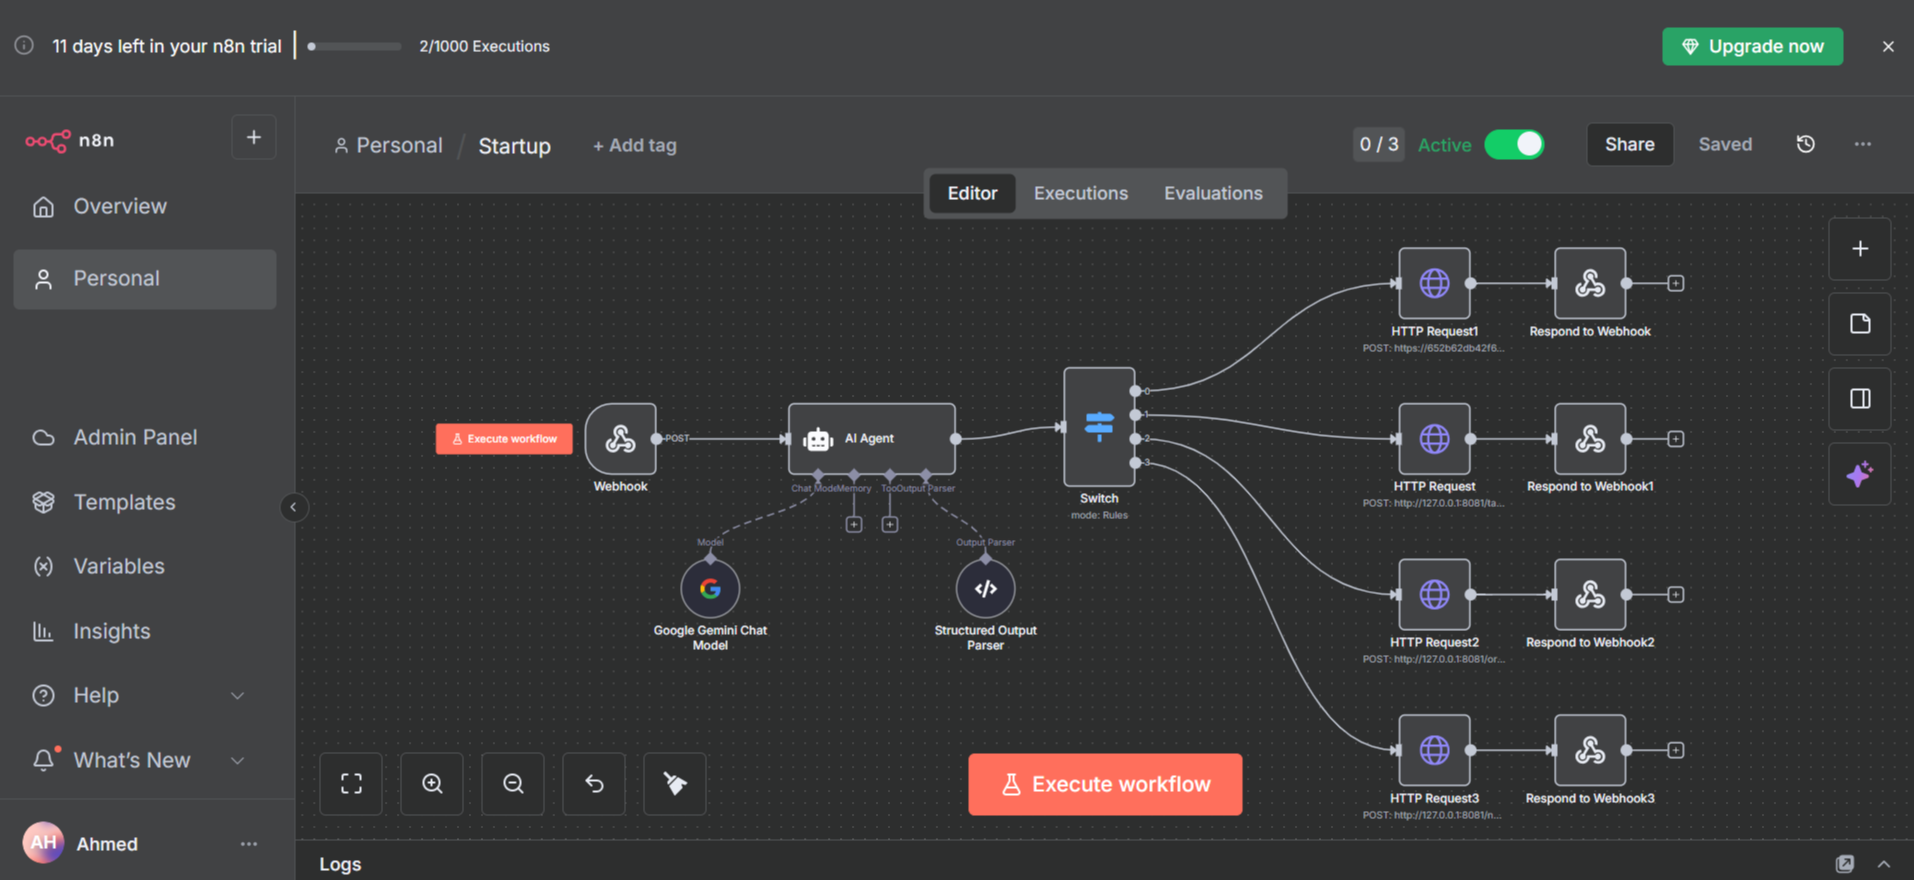 11 days left in your n8n trial
2/1000 Executions
Upgrade now
n8n
Overview
Personal
Admin Panel
Templates
Variables
Insights
Help
What's New
AH
Ahmed
Personal / Startup
+ Add tag
0 / 3
Active
Share
Saved
Editor
Executions
Evaluations
Execute workflow
Webhook
POST
AI Agent
Chat Mode
Memory
Too
Output Parser
Model
Google Gemini Chat
Model
Output Parser
Structured Output
Parser
Switch
mode: Rules
0
1
2
3
HTTP Request1
POST: https://652b62db42f6...
Respond to Webhook
HTTP Request
POST: http://127.0.0.1:8081/ta...
Respond to Webhook1
HTTP Request2
POST: http://127.0.0.1:8081/or...
Respond to Webhook2
HTTP Request3
POST: http://127.0.0.1:8081/n...
Respond to Webhook3
Execute workflow
Logs